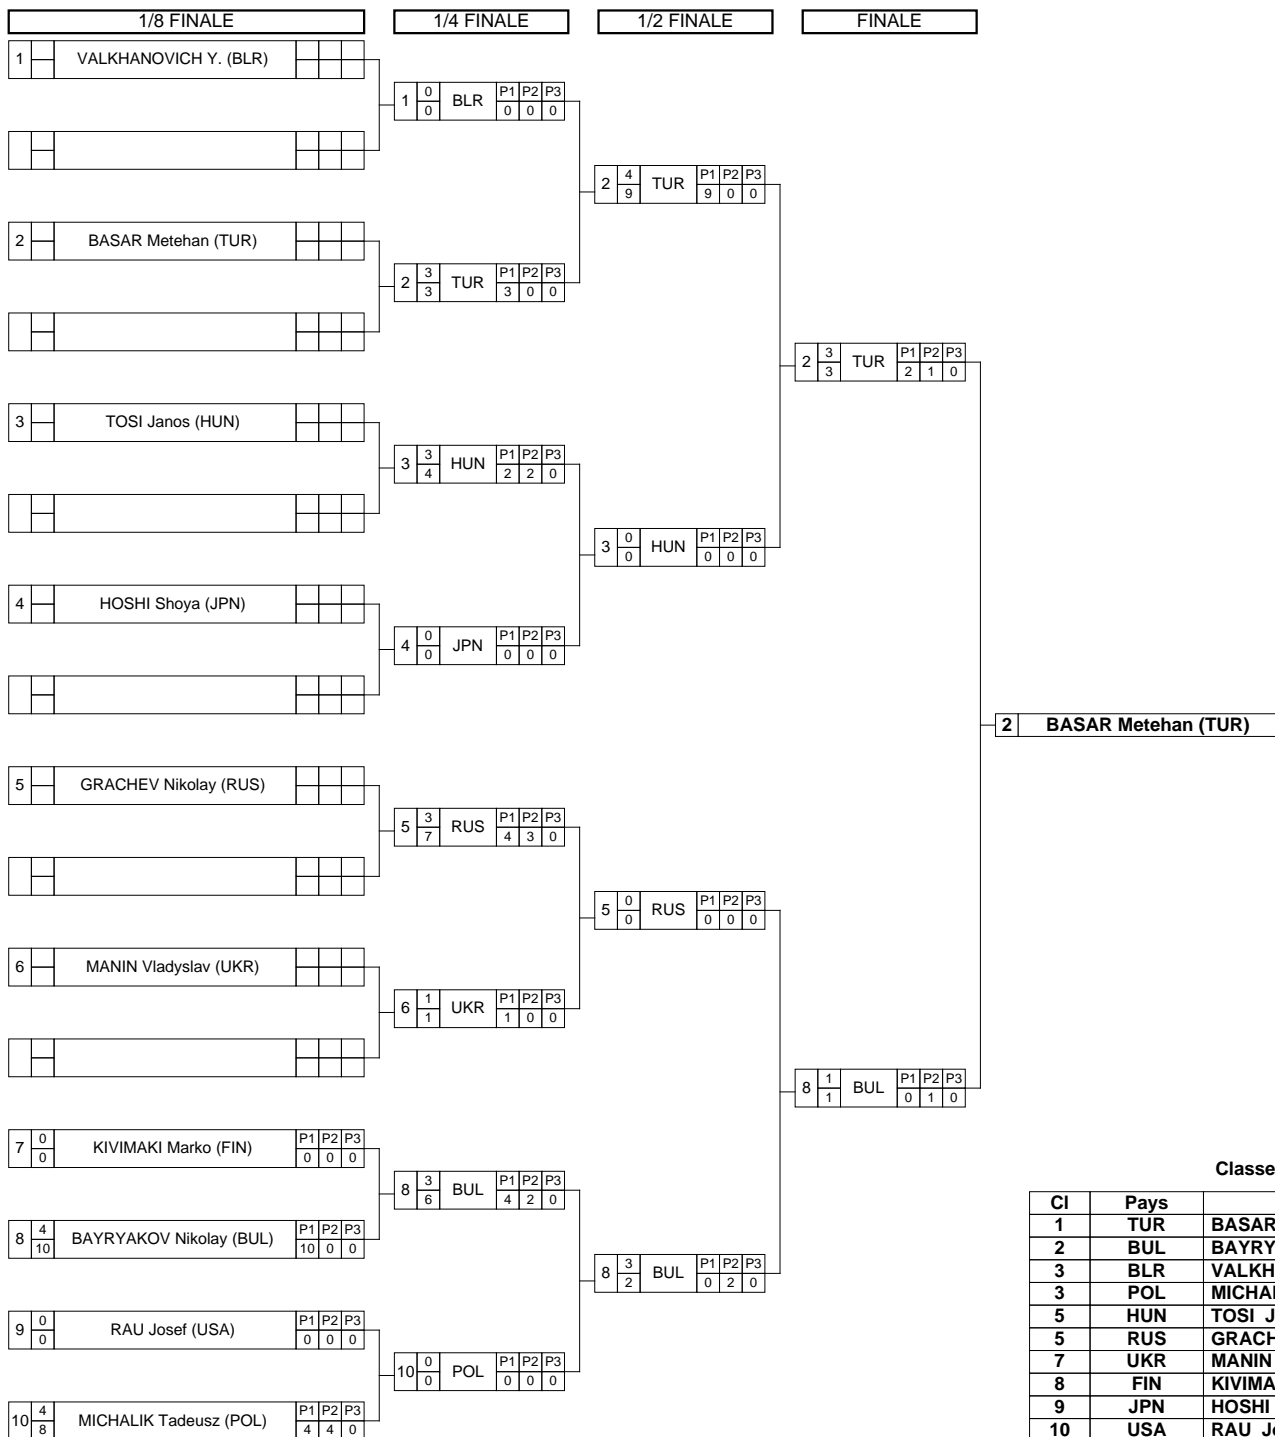 1/8 FINALE 1/4 FINALE 1/2 FINALE FINALE
1 VALKHANOVICH Y. (BLR)
1 0 0 BLR P1 P2 P3 0 0 0
2 4 9 TUR P1 P2 P3 9 0 0
2 BASAR Metehan (TUR)
2 3 3 TUR P1 P2 P3 3 0 0
2 3 3 TUR P1 P2 P3 2 1 0
3 TOSI Janos (HUN)
3 3 4 HUN P1 P2 P3 2 2 0
3 0 0 HUN P1 P2 P3 0 0 0
4 HOSHI Shoya (JPN)
4 0 0 JPN P1 P2 P3 0 0 0
2 BASAR Metehan (TUR)
5 GRACHEV Nikolay (RUS)
5 3 7 RUS P1 P2 P3 4 3 0
5 0 0 RUS P1 P2 P3 0 0 0
6 MANIN Vladyslav (UKR)
6 1 1 UKR P1 P2 P3 1 0 0
8 1 1 BUL P1 P2 P3 0 1 0
7 0 0 KIVIMAKI Marko (FIN) P1 P2 P3 0 0 0
8 3 6 BUL P1 P2 P3 4 2 0
8 4 10 BAYRYAKOV Nikolay (BUL) P1 P2 P3 10 0 0
8 3 2 BUL P1 P2 P3 0 2 0
9 0 0 RAU Josef (USA) P1 P2 P3 0 0 0
10 0 0 POL P1 P2 P3 0 0 0
10 4 8 MICHALIK Tadeusz (POL) P1 P2 P3 4 4 0
Classe
Cl Pays
1 TUR BASAR
2 BUL BAYRY
3 BLR VALKH
3 POL MICHA
5 HUN TOSI J
5 RUS GRACH
7 UKR MANIN
8 FIN KIVIMA
9 JPN HOSHI
10 USA RAU J